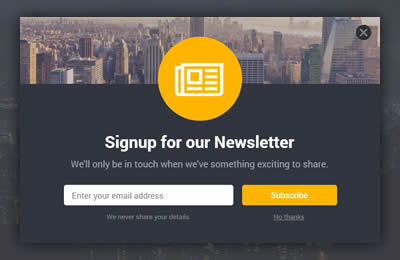 Signup for our Newsletter
We'll only be in touch when we've something exciting to share.
Enter your email address
Subscribe
We never share your details
No thanks